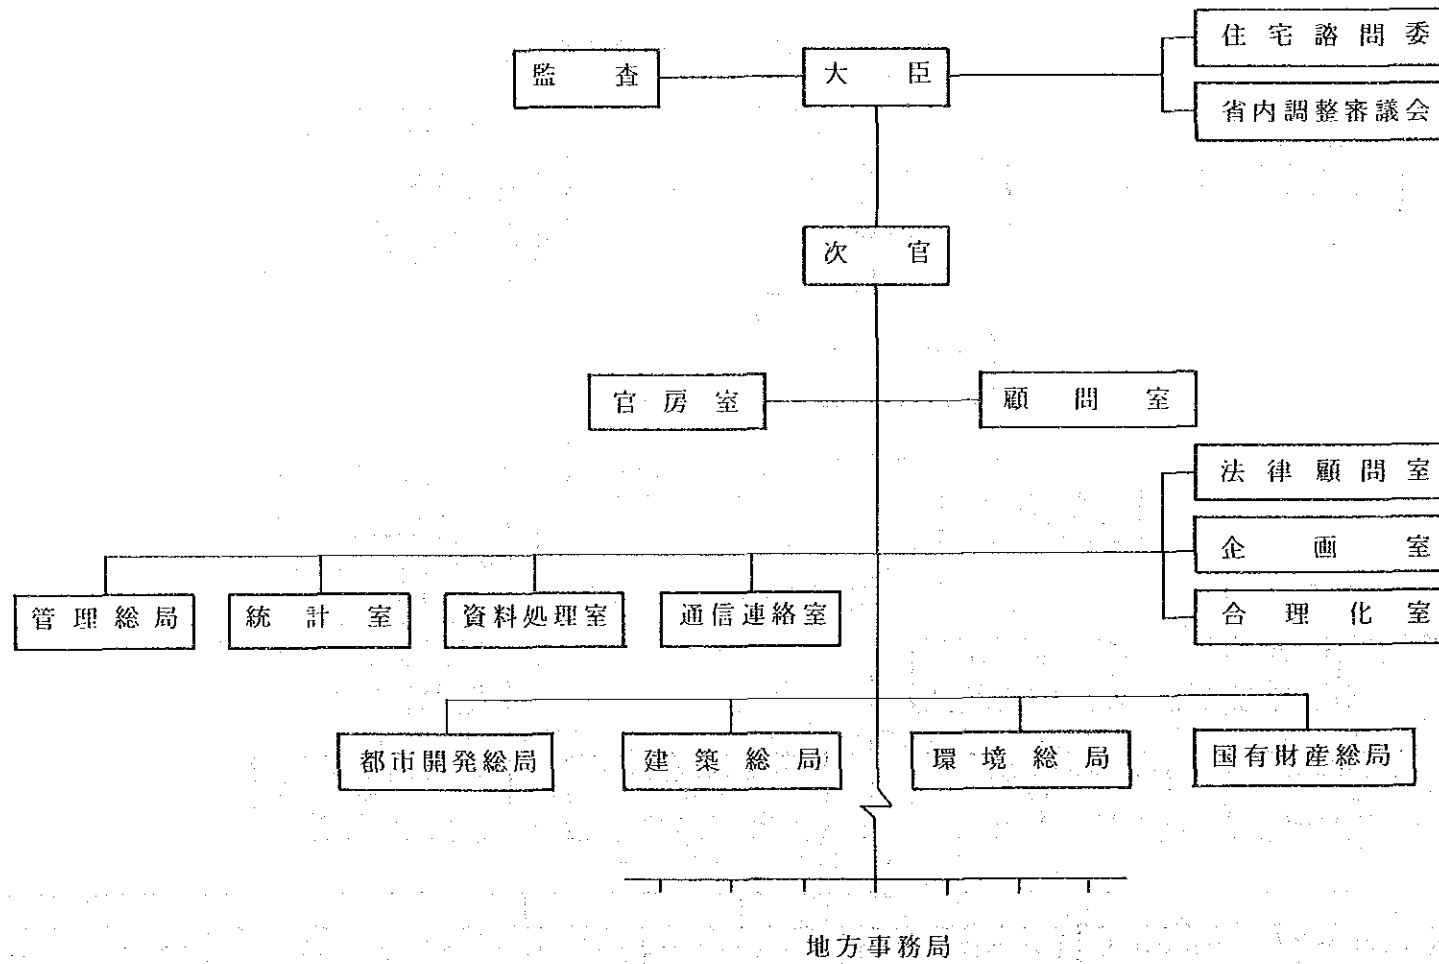 住宅諮問委
監査
大臣
省内調整審議会
次官
官房室
顧問室
法律顧問室
企画室
合理化室
管理総局
統計室
資料処理室
通信連絡室
都市開発総局
建築総局
環境総局
国有財産総局
地方事務局